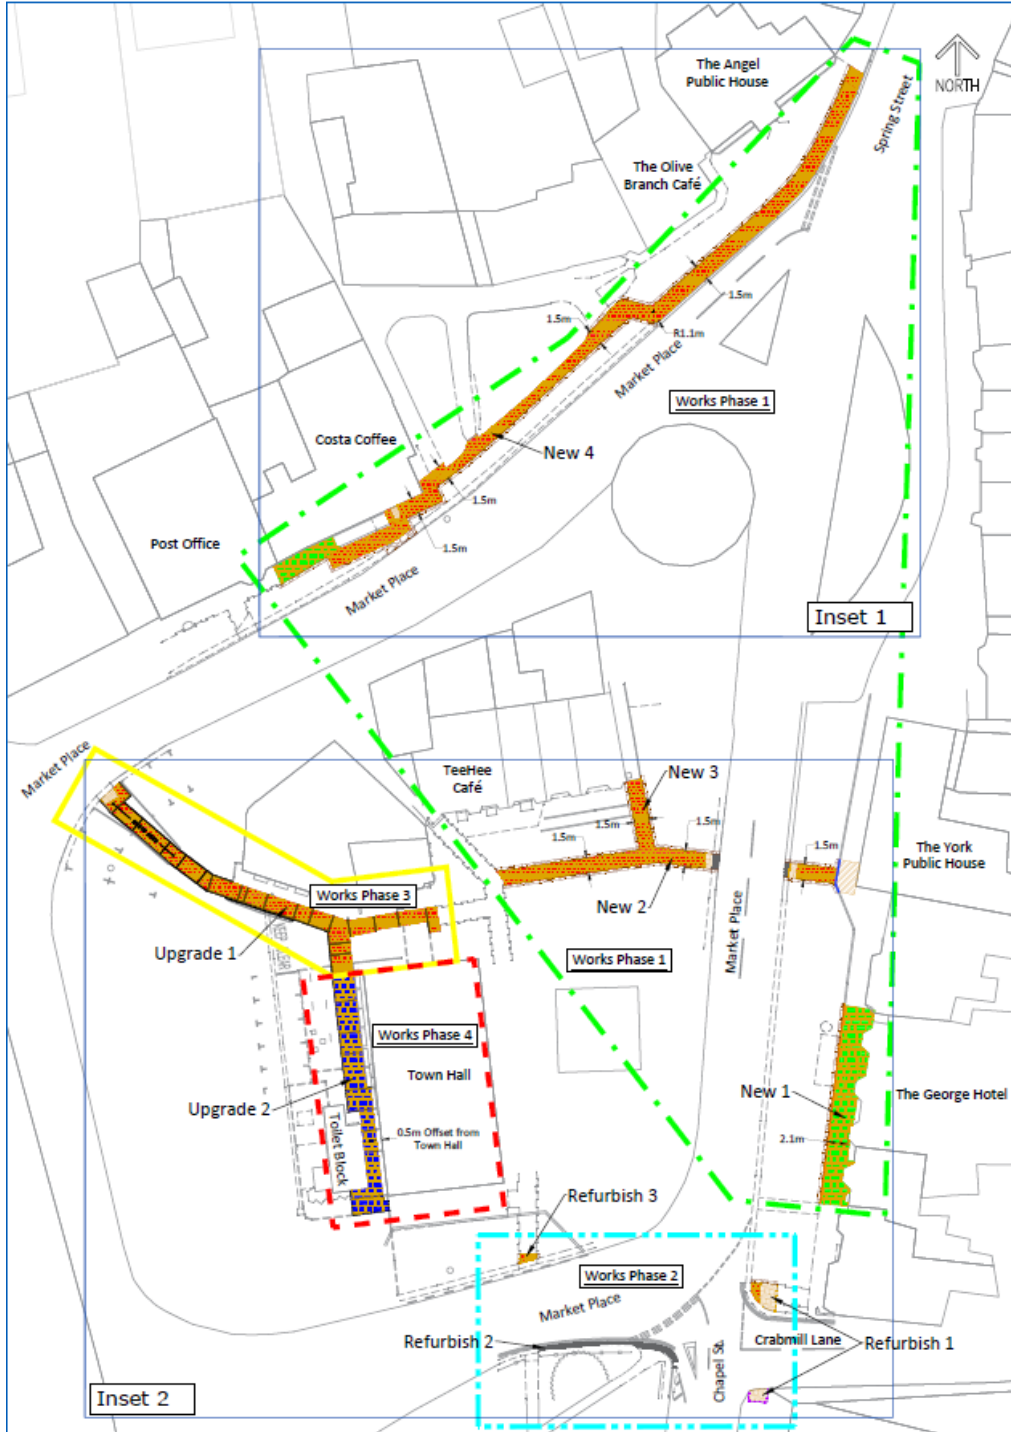 The Angel
Public House
NORTH
Spring Street
The Olive
Branch Café
1.5m
1.5m
R1.1m
Market Place
Works Phase 1
Costa Coffee
New 4
1.5m
1.5m
Post Office
Market Place
Inset 1
Market Place
TeeHee
Café
New 3
1.5m
1.5m
1.5m
1.5m
The York
Public House
Works Phase 3
New 2
Market Place
Upgrade 1
KEEP CLEAR
Works Phase 1
Works Phase 4
Town Hall
New 1
The George Hotel
Upgrade 2
Toilet Block
0.5m Offset from
Town Hall
2.1m
Refurbish 3
Works Phase 2
Market Place
Refurbish 2
Crabmill Lane
Refurbish 1
Chapel St.
Inset 2